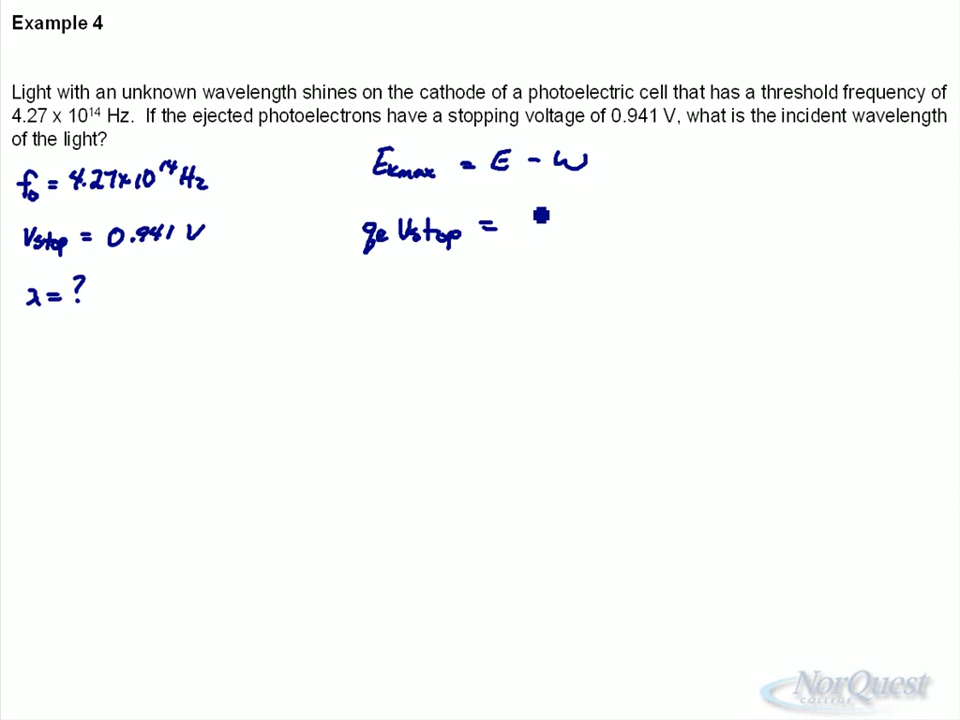 Example 4
Light with an unknown wavelength shines on the cathode of a photoelectric cell that has a threshold frequency of
4.27 x 10¹⁴ Hz.  If the ejected photoelectrons have a stopping voltage of 0.941 V, what is the incident wavelength
of the light?
f₀ = 4.27x10¹⁴ Hz
Vstop = 0.941 V
λ = ?
Ekmax = E - W
qe Vstop =
NorQuest
COLLEGE